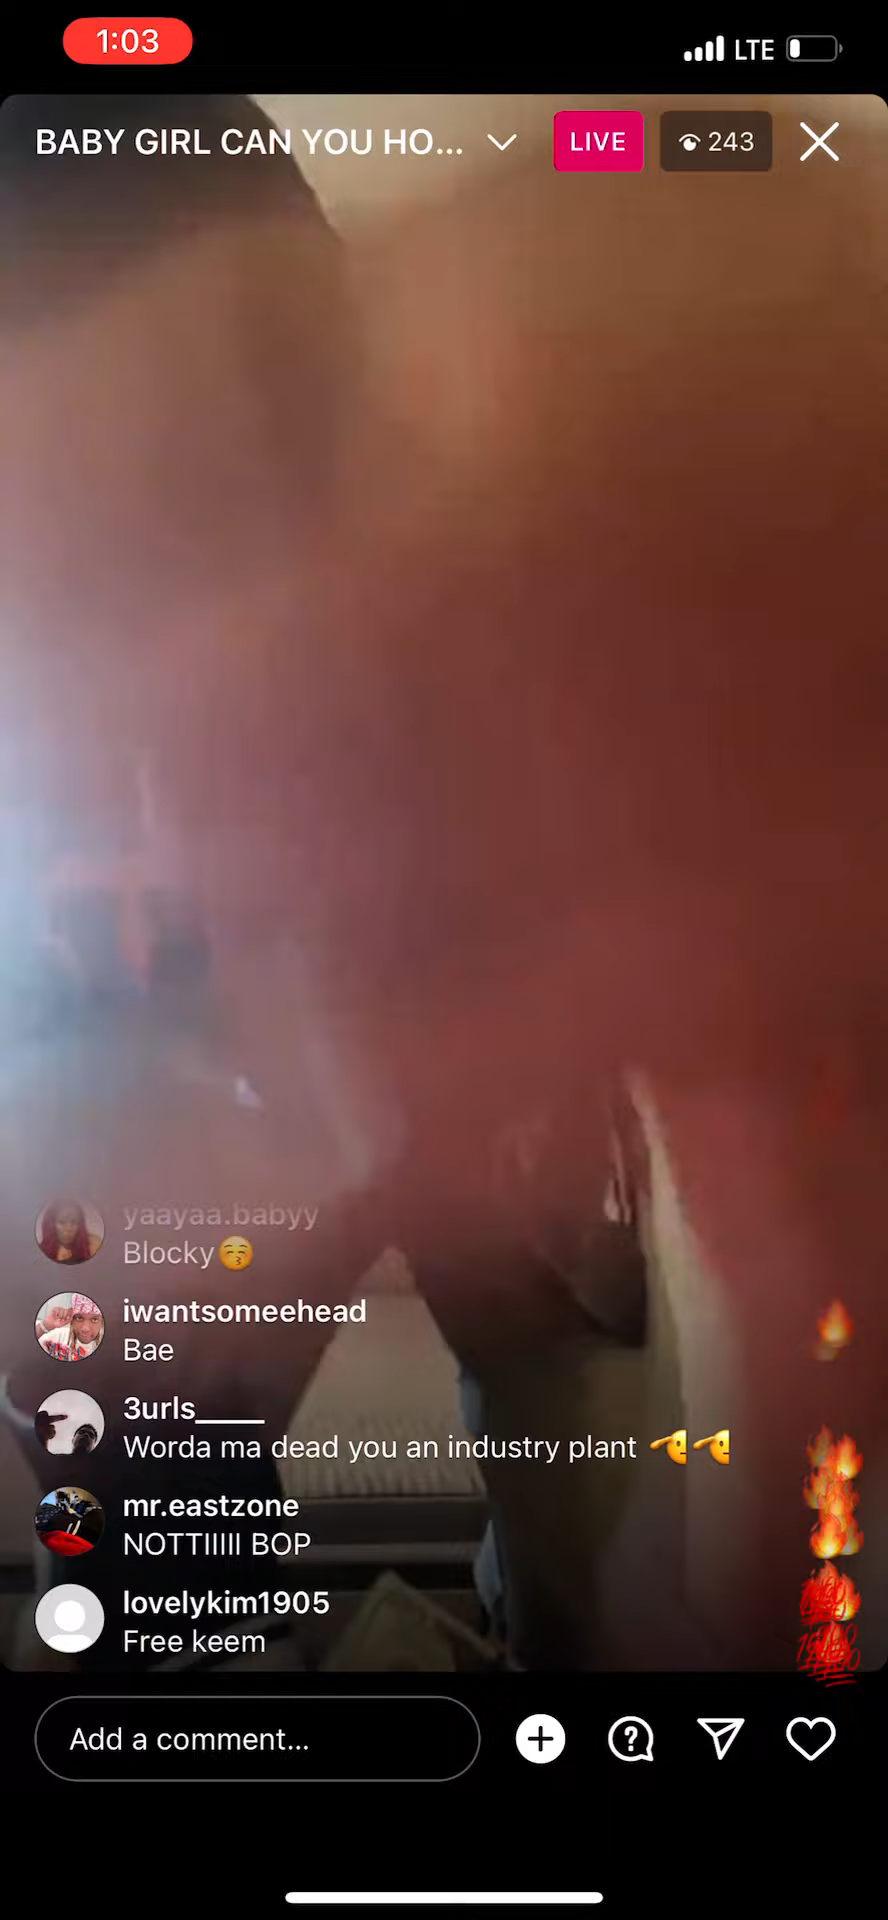 1:03
LTE
BABY GIRL CAN YOU HO...
LIVE
243
yaayaa.babyy
Blocky😚
iwantsomeehead
Bae
3urls_____
Worda ma dead you an industry plant 🫡🫡
mr.eastzone
NOTTIIIII BOP
lovelykim1905
Free keem
Add a comment...